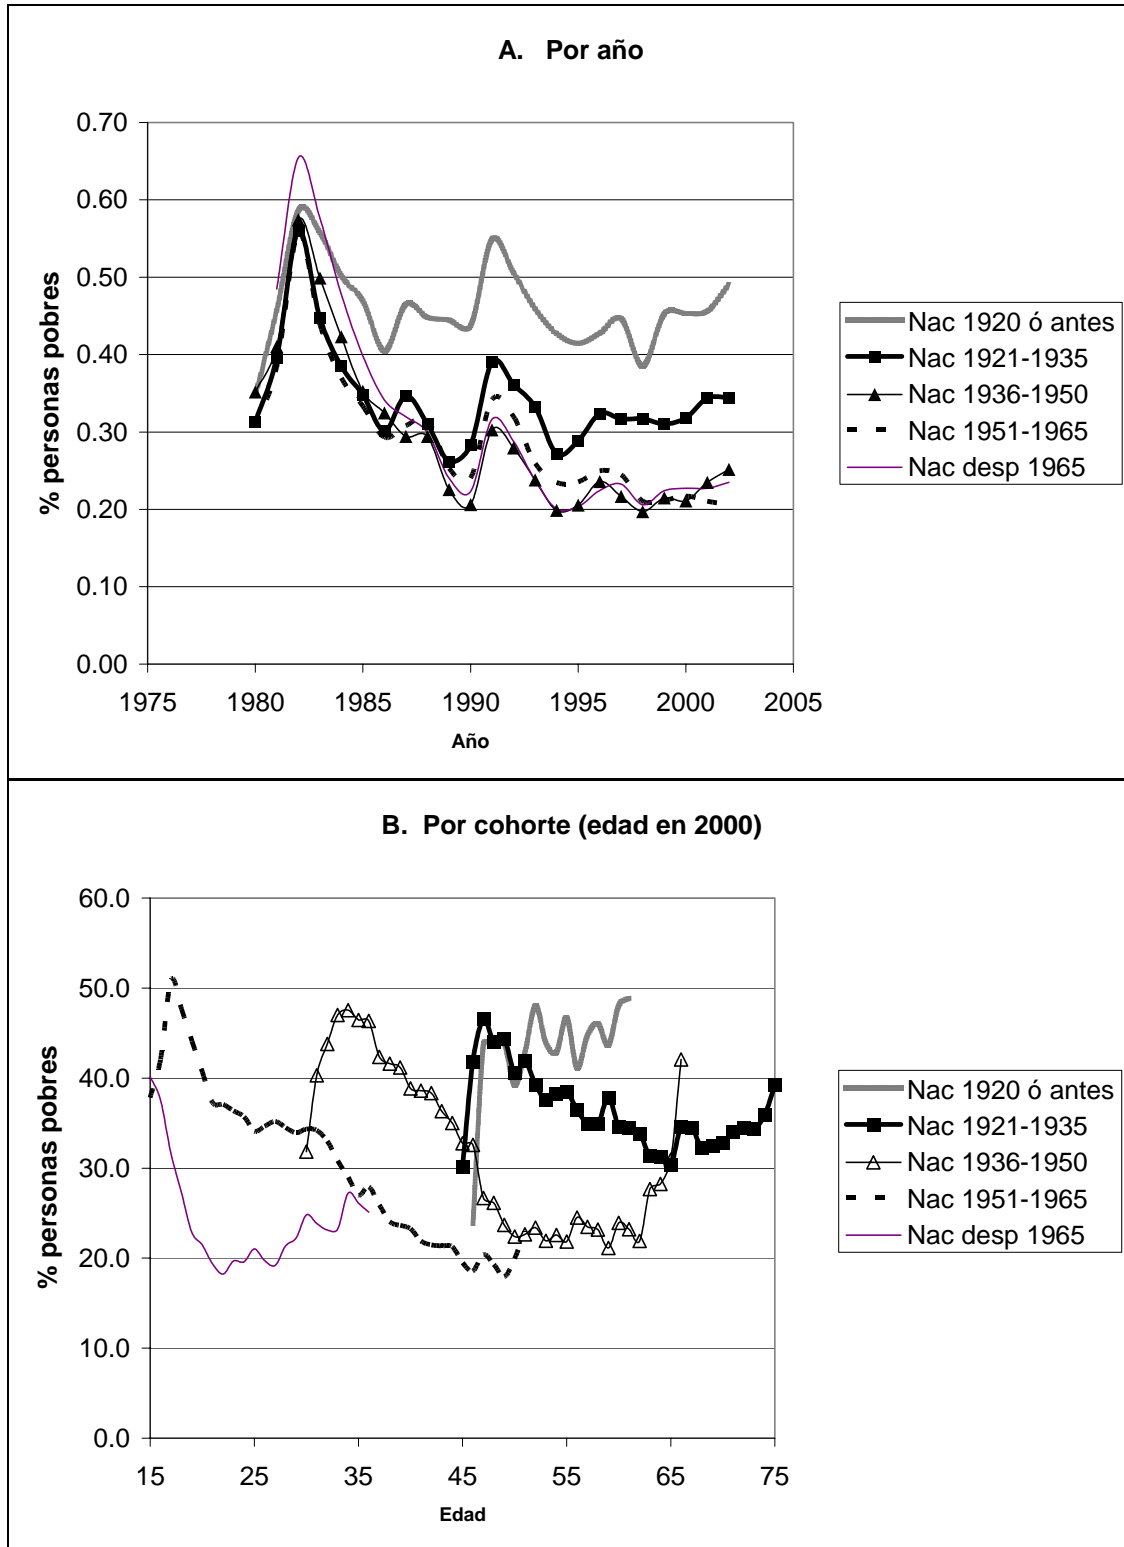 A. Por año
% personas pobres
0.70
0.60
0.50
0.40
0.30
0.20
0.10
0.00
1975 1980 1985 1990 1995 2000 2005
Año
Nac 1920 ó antes
Nac 1921-1935
Nac 1936-1950
Nac 1951-1965
Nac desp 1965
B. Por cohorte (edad en 2000)
% personas pobres
60.0
50.0
40.0
30.0
20.0
10.0
0.0
15 25 35 45 55 65 75
Edad
Nac 1920 ó antes
Nac 1921-1935
Nac 1936-1950
Nac 1951-1965
Nac desp 1965